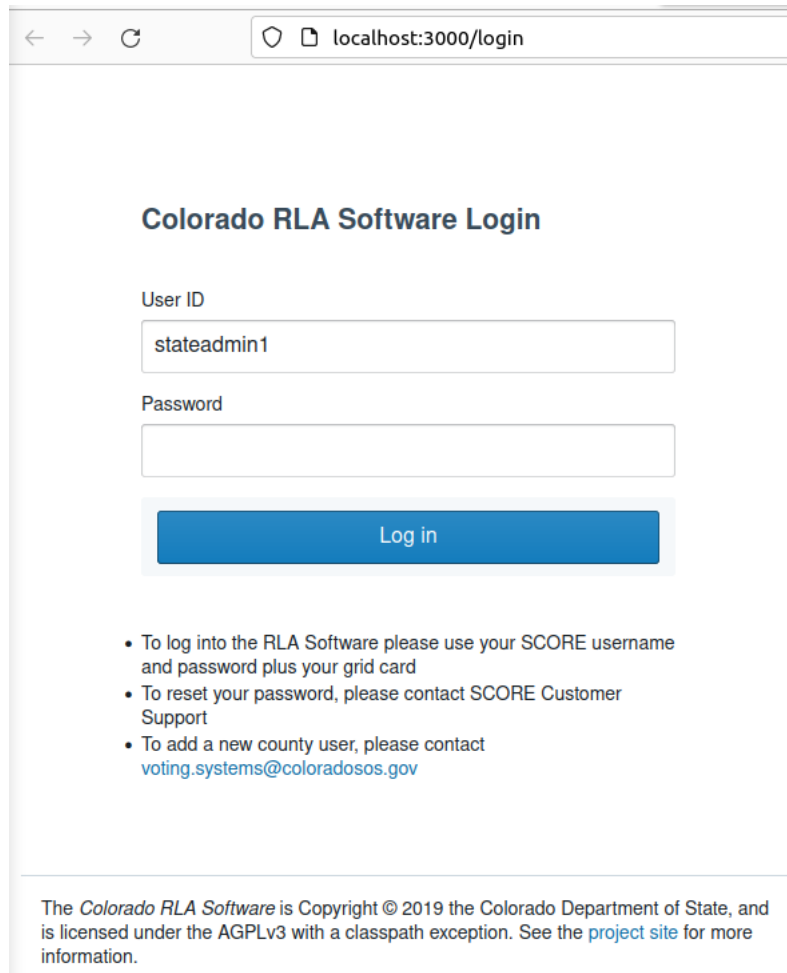 localhost:3000/login
Colorado RLA Software Login
User ID
stateadmin1
Password
Log in
• To log into the RLA Software please use your SCORE username
and password plus your grid card
• To reset your password, please contact SCORE Customer
Support
• To add a new county user, please contact
voting.systems@coloradosos.gov
The Colorado RLA Software is Copyright © 2019 the Colorado Department of State, and
is licensed under the AGPLv3 with a classpath exception. See the project site for more
information.